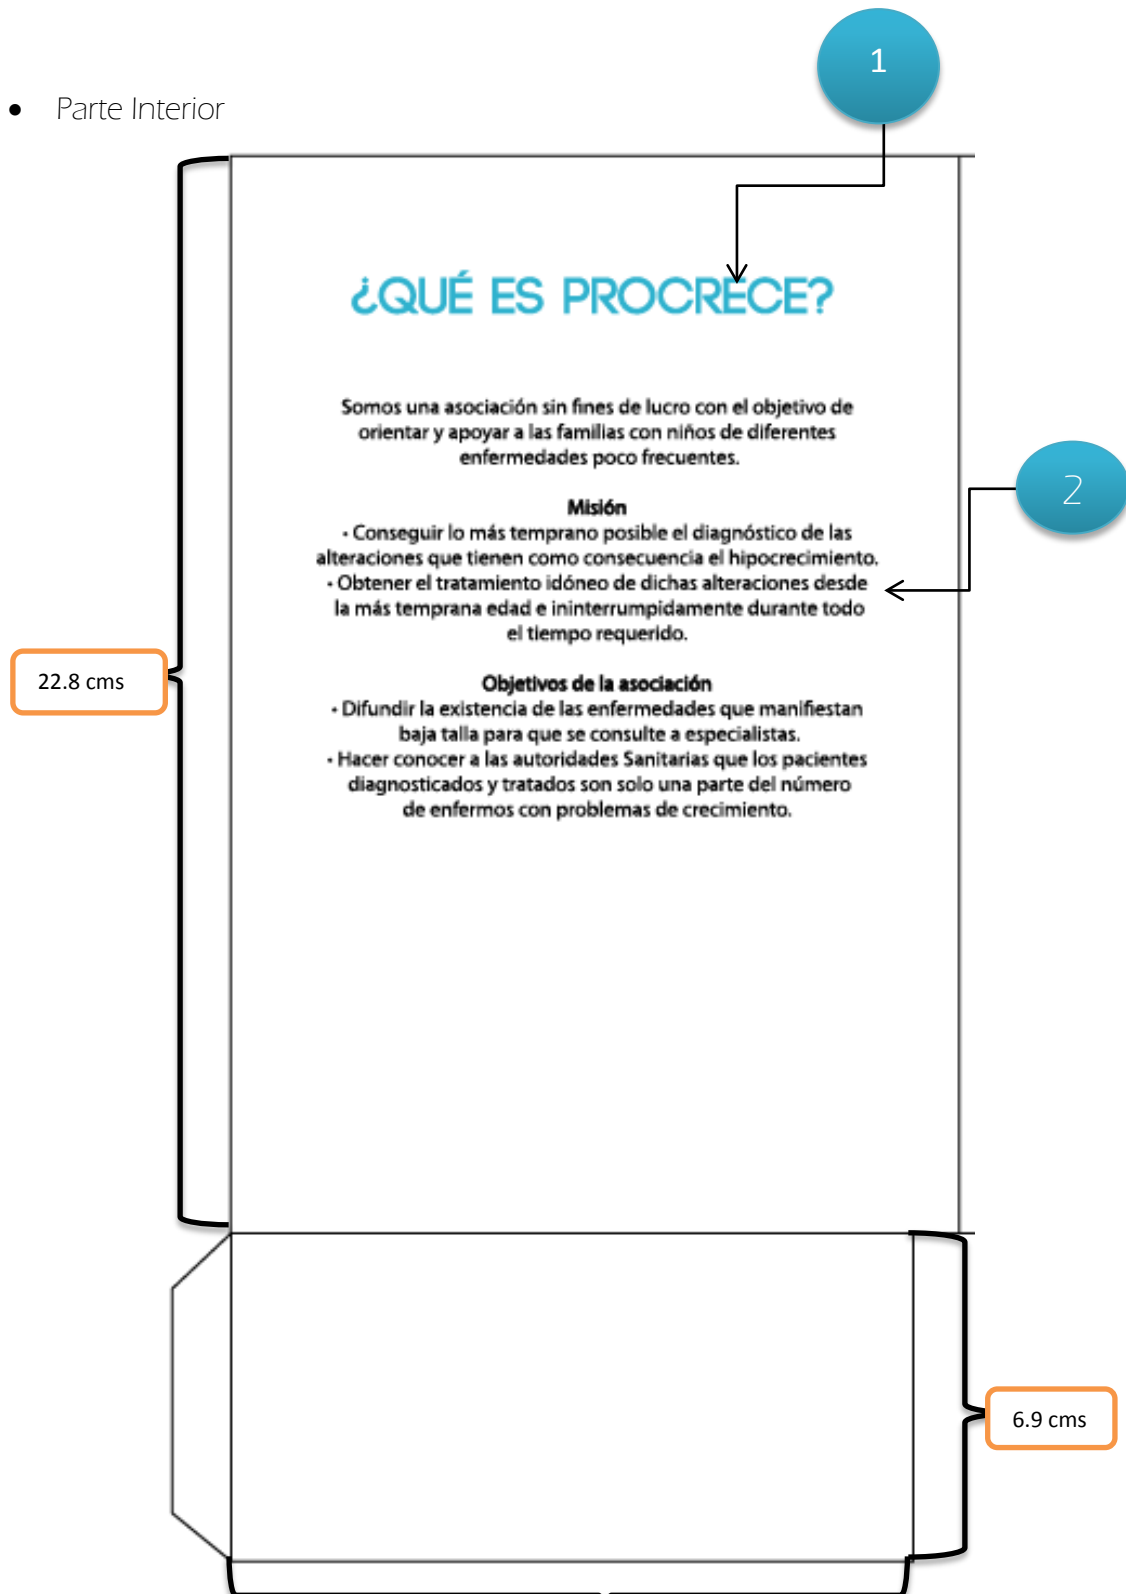 1
• Parte Interior
¿QUÉ ES PROCRECE?
Somos una asociación sin fines de lucro con el objetivo de
orientar y apoyar a las familias con niños de diferentes
enfermedades poco frecuentes.
2
Misión
• Conseguir lo más temprano posible el diagnóstico de las
alteraciones que tienen como consecuencia el hipocrecimiento.
• Obtener el tratamiento idóneo de dichas alteraciones desde
la más temprana edad e ininterrumpidamente durante todo
el tiempo requerido.
22.8 cms
Objetivos de la asociación
• Difundir la existencia de las enfermedades que manifiestan
baja talla para que se consulte a especialistas.
• Hacer conocer a las autoridades Sanitarias que los pacientes
diagnosticados y tratados son solo una parte del número
de enfermos con problemas de crecimiento.
6.9 cms